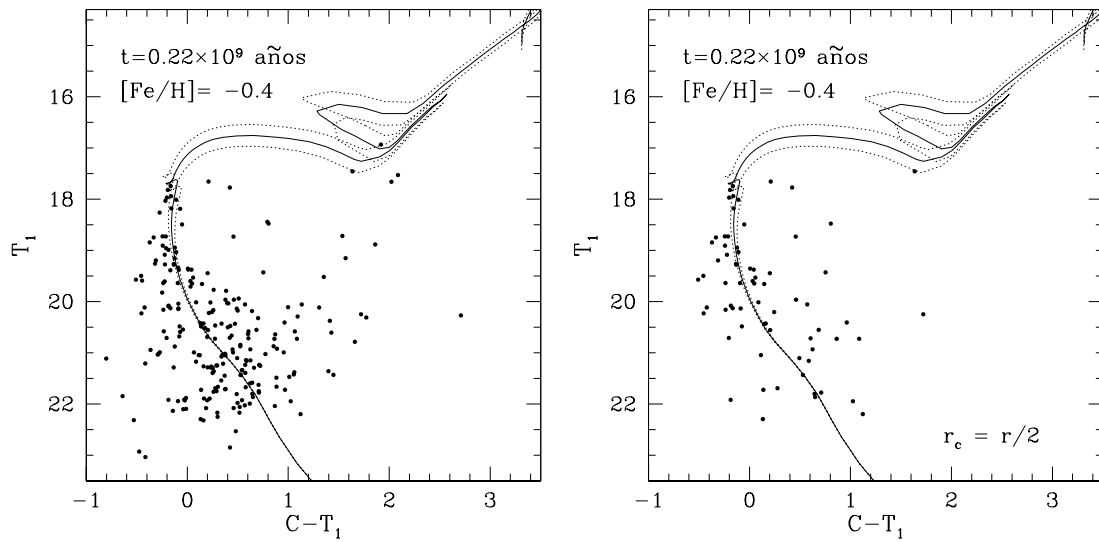 t=0.22×10⁹ años
[Fe/H]= −0.4
16
18
20
22
T₁
−1
0
1
2
3
C−T₁
t=0.22×10⁹ años
[Fe/H]= −0.4
16
18
20
22
T₁
r_c = r/2
−1
0
1
2
3
C−T₁